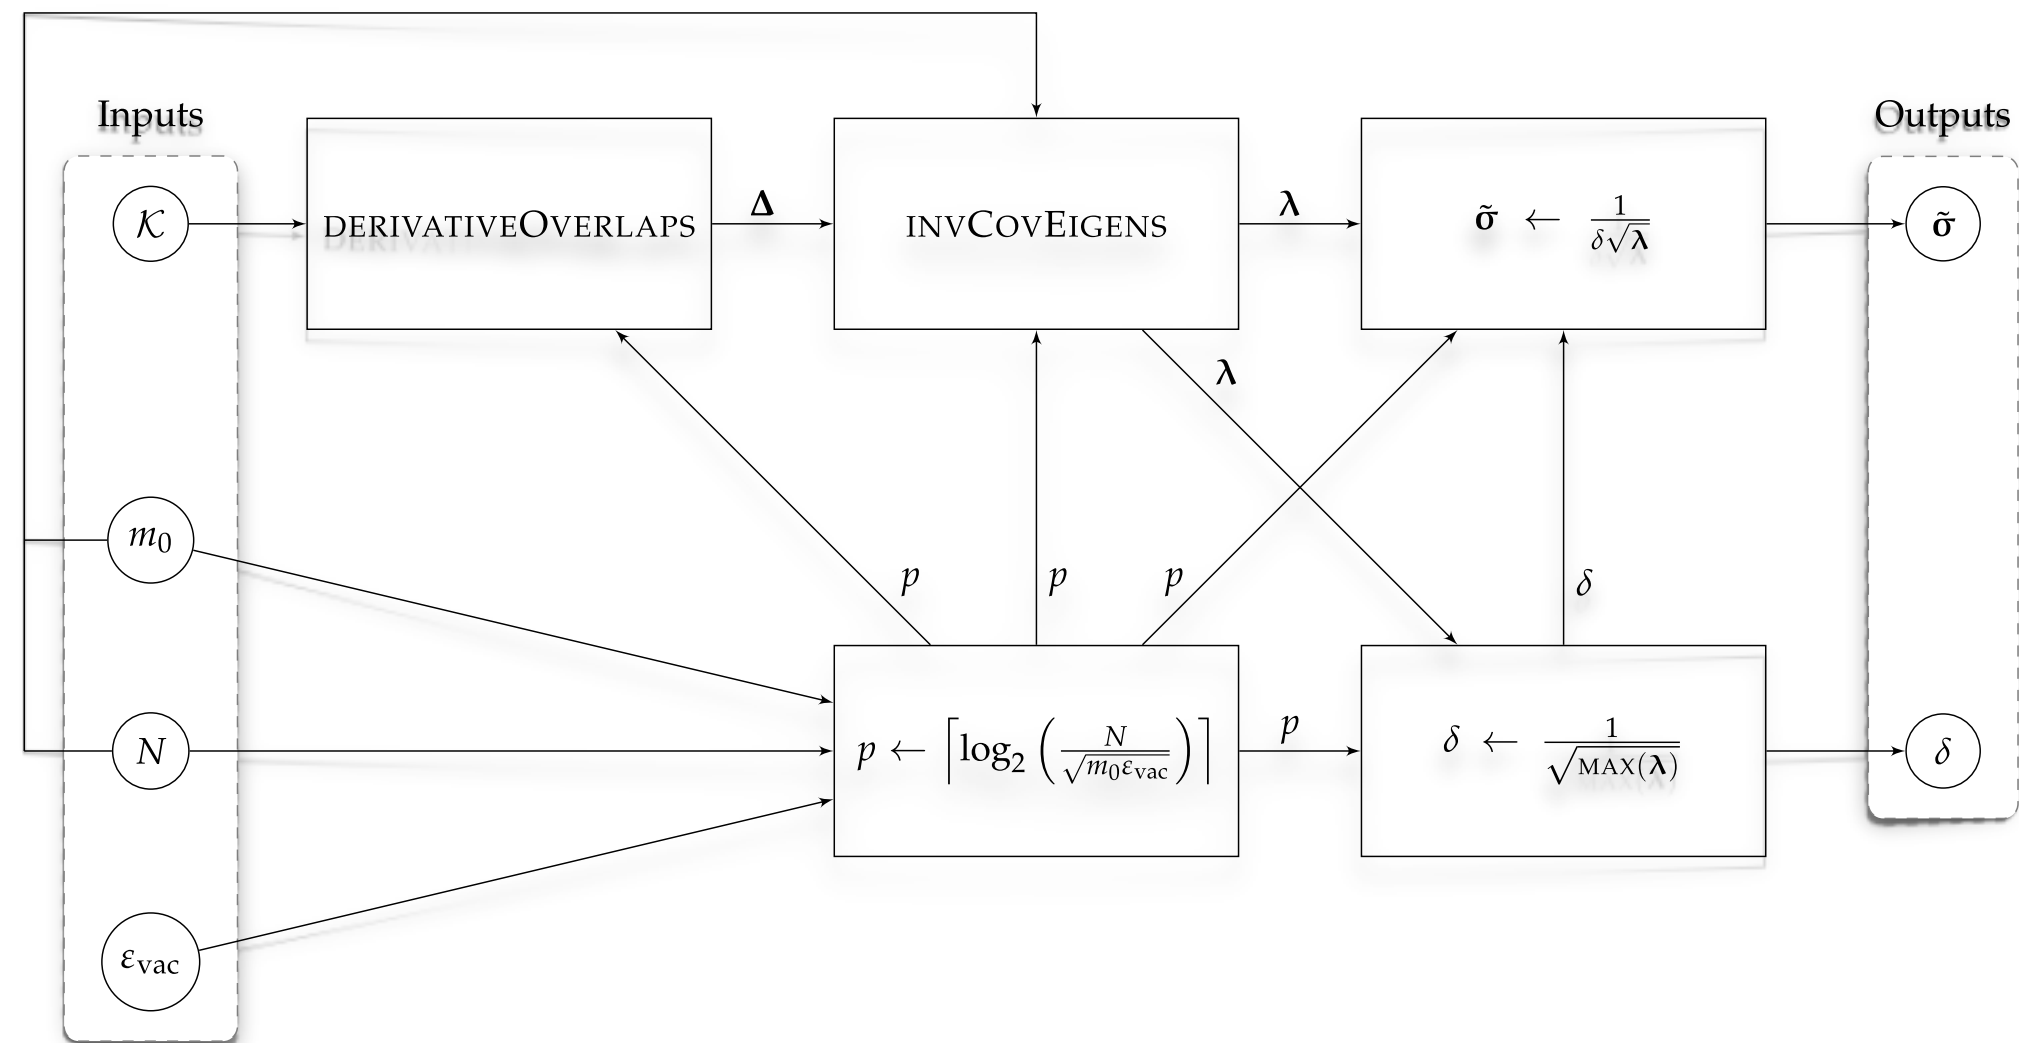 Inputs
Outputs
𝒦
DERIVATIVEOVERLAPS
Δ
INVCOVEIGENS
λ
σ̃ ← 1/(δ√λ)
σ̃
λ
m₀
p
p
p
δ
N
p ← ⌈log₂(N/√(m₀ε_vac))⌉
p
δ ← 1/√(MAX(λ))
δ
ε_vac